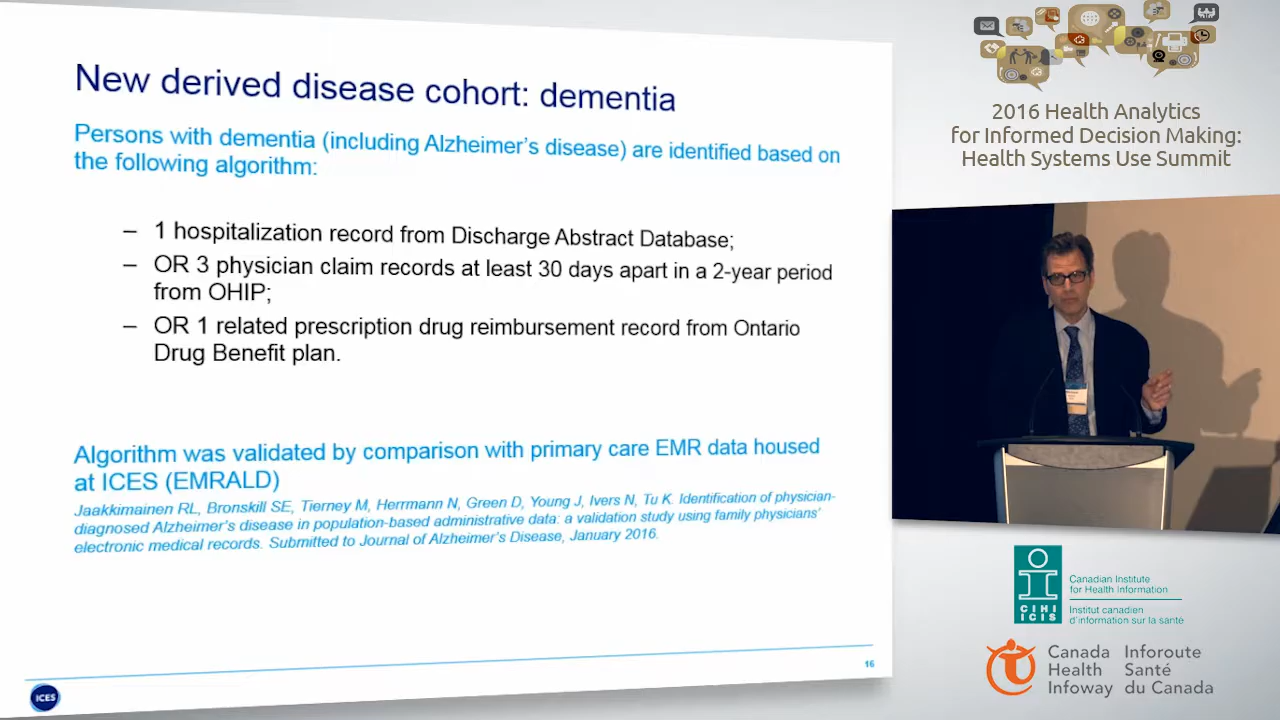 New derived disease cohort: dementia
Persons with dementia (including Alzheimer's disease) are identified based on
the following algorithm:
– 1 hospitalization record from Discharge Abstract Database;
– OR 3 physician claim records at least 30 days apart in a 2-year period
from OHIP;
– OR 1 related prescription drug reimbursement record from Ontario
Drug Benefit plan.
Algorithm was validated by comparison with primary care EMR data housed
at ICES (EMRALD)
Jaakkimainen RL, Bronskill SE, Tierney M, Herrmann N, Green D, Young J, Ivers N, Tu K. Identification of physician-
diagnosed Alzheimer's disease in population-based administrative data: a validation study using family physicians'
electronic medical records. Submitted to Journal of Alzheimer's Disease, January 2016.
16
ICES
2016 Health Analytics
for Informed Decision Making:
Health Systems Use Summit
CIHI
ICIS
Canadian Institute
for Health Information
Institut canadien
d'information sur la santé
Canada
Health
Infoway
Inforoute
Santé
du Canada